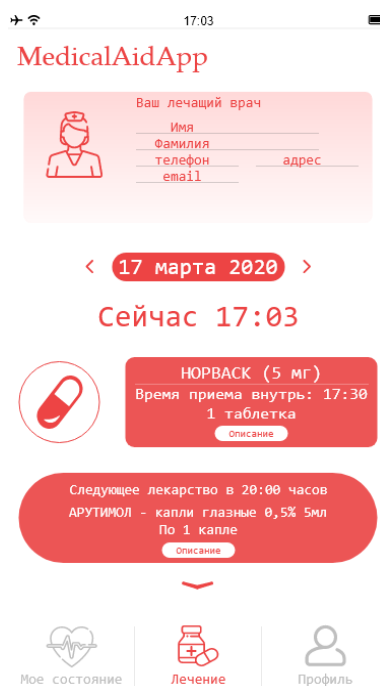 17:03
MedicalAidApp
Ваш лечащий врач
Имя
Фамилия
телефон адрес
email
17 марта 2020
Сейчас 17:03
НОРВАСК (5 мг)
Время приема внутрь: 17:30
1 таблетка
Описание
Следующее лекарство в 20:00 часов
АРУТИМОЛ - капли глазные 0,5% 5мл
По 1 капле
Описание
Мое состояние Лечение Профиль